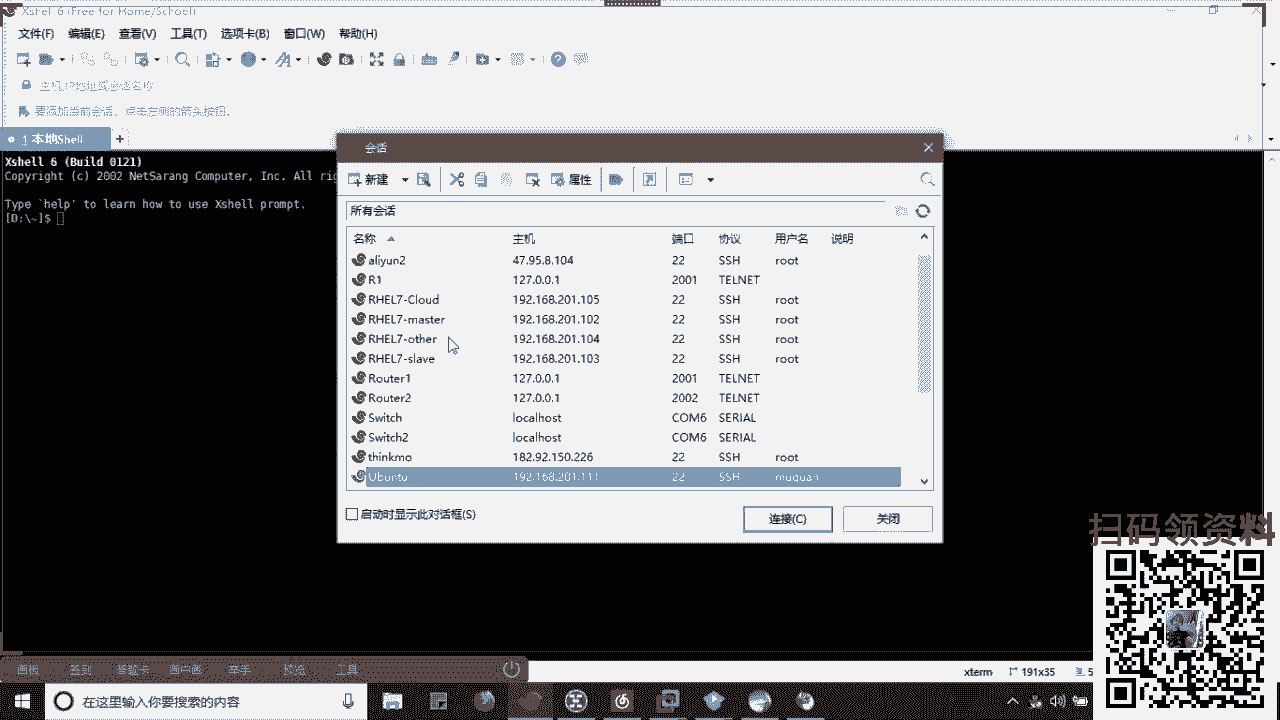 Xshell 6 (Free for Home/School)
文件(F) 编辑(E) 查看(V) 工具(T) 选项卡(B) 窗口(W) 帮助(H)
主机,IP地址或会话名称
要添加当前会话，点击左侧的箭头按钮。
1 本地Shell +
Xshell 6 (Build 0121)
Copyright (c) 2002 NetSarang Computer, Inc. All rig
Type `help' to learn how to use Xshell prompt.
[D:\~]$
会话
新建 属性
所有会话
名称 主机 端口 协议 用户名 说明
aliyun2 47.95.8.104 22 SSH root
R1 127.0.0.1 2001 TELNET
RHEL7-Cloud 192.168.201.105 22 SSH root
RHEL7-master 192.168.201.102 22 SSH root
RHEL7-other 192.168.201.104 22 SSH root
RHEL7-slave 192.168.201.103 22 SSH root
Router1 127.0.0.1 2001 TELNET
Router2 127.0.0.1 2002 TELNET
Switch localhost COM6 SERIAL
Switch2 localhost COM6 SERIAL
thinkmo 182.92.150.226 22 SSH root
Ubuntu 192.168.201.111 22 SSH muquan
启动时显示此对话框(S)
连接(C) 关闭
扫码领资料
画板 签到 答题卡 画中画 举手 预览 工具
xterm 191x35 5
在这里输入你要搜索的内容